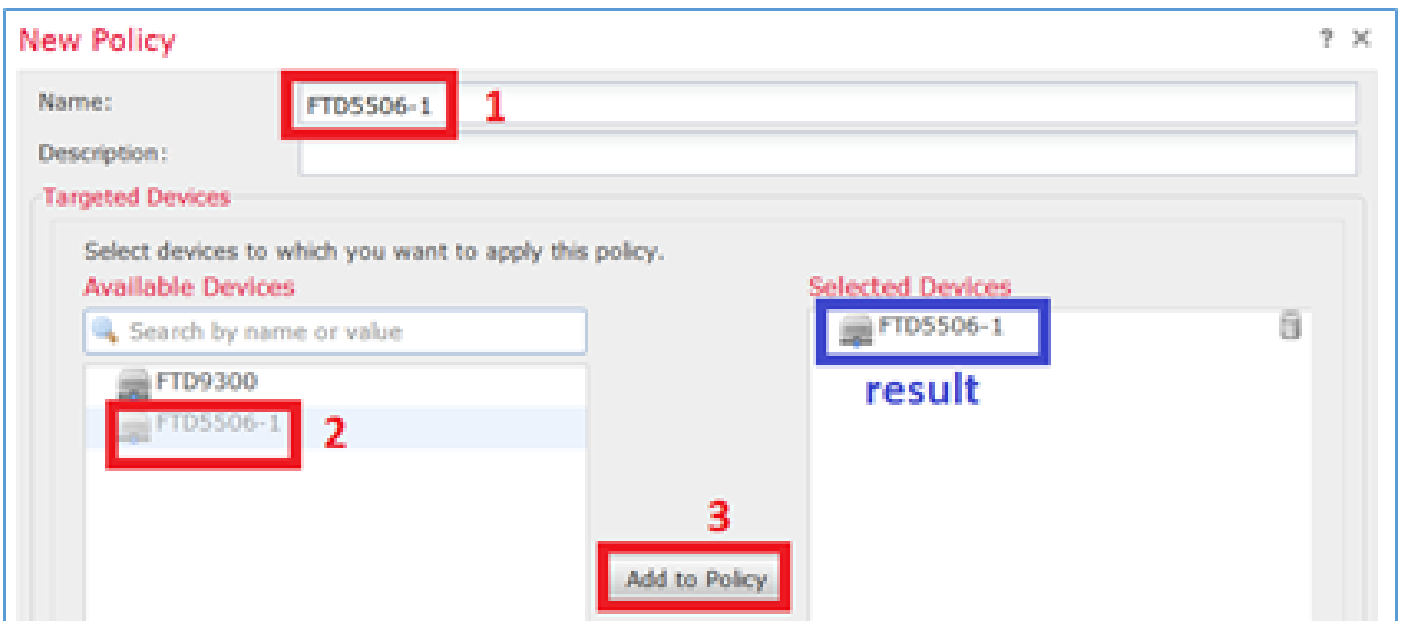 New Policy ? ×
Name: FTD5506-1 1
Description:
Targeted Devices
Select devices to which you want to apply this policy.
Available Devices Selected Devices
Search by name or value FTD5506-1
result
FTD9300
FTD5506-1 2
3
Add to Policy